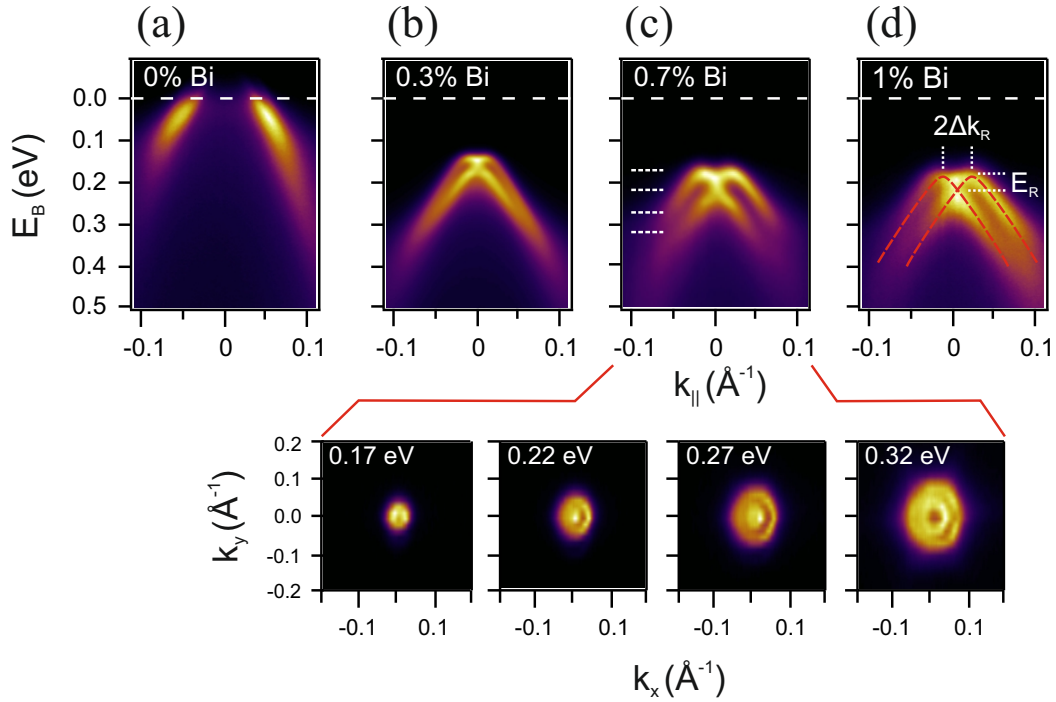 (a) (b) (c) (d)
0% Bi 0.3% Bi 0.7% Bi 1% Bi
2Δk_R
E_R
0.0
0.1
0.2
0.3
0.4
0.5
E_B (eV)
-0.1 0 0.1 -0.1 0 0.1 -0.1 0 0.1 -0.1 0 0.1
k_|| (Å⁻¹)
0.17 eV 0.22 eV 0.27 eV 0.32 eV
0.2
0.1
0.0
-0.1
-0.2
k_y (Å⁻¹)
-0.1 0.1 -0.1 0.1 -0.1 0.1 -0.1 0.1
k_x (Å⁻¹)